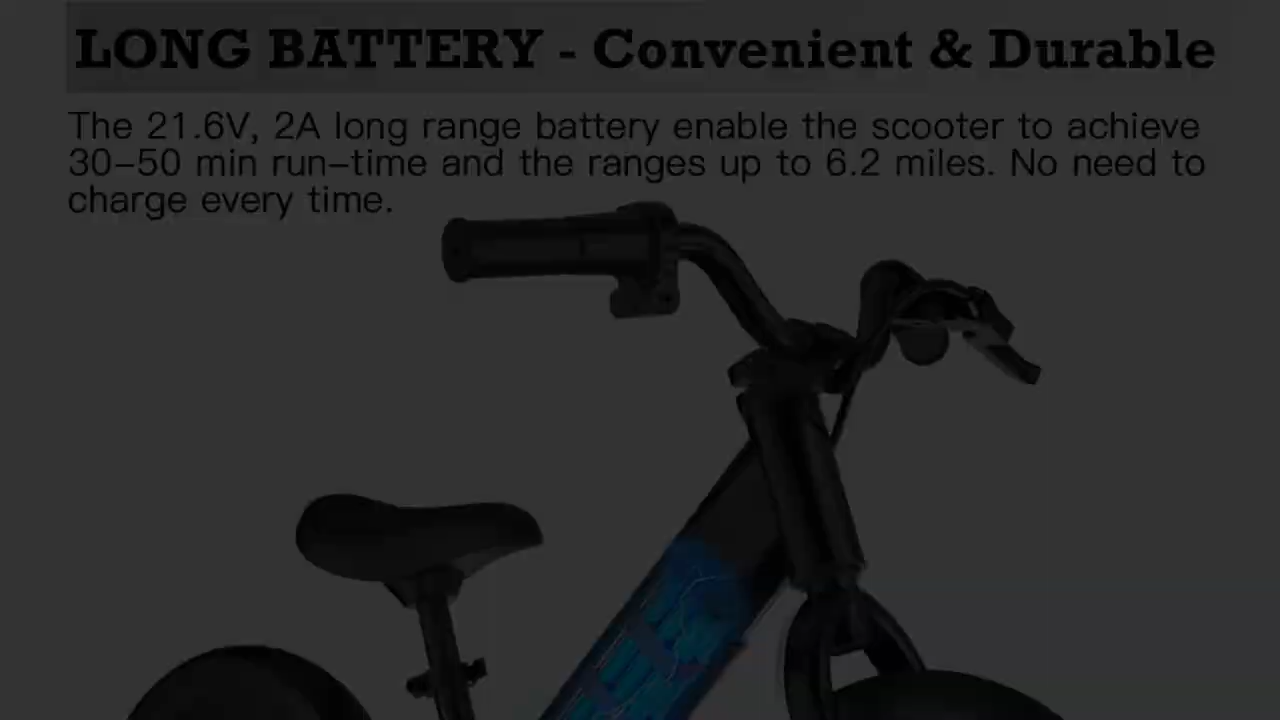 LONG BATTERY - Convenient & Durable
The 21.6V, 2A long range battery enable the scooter to achieve
30-50 min run-time and the ranges up to 6.2 miles. No need to
charge every time.